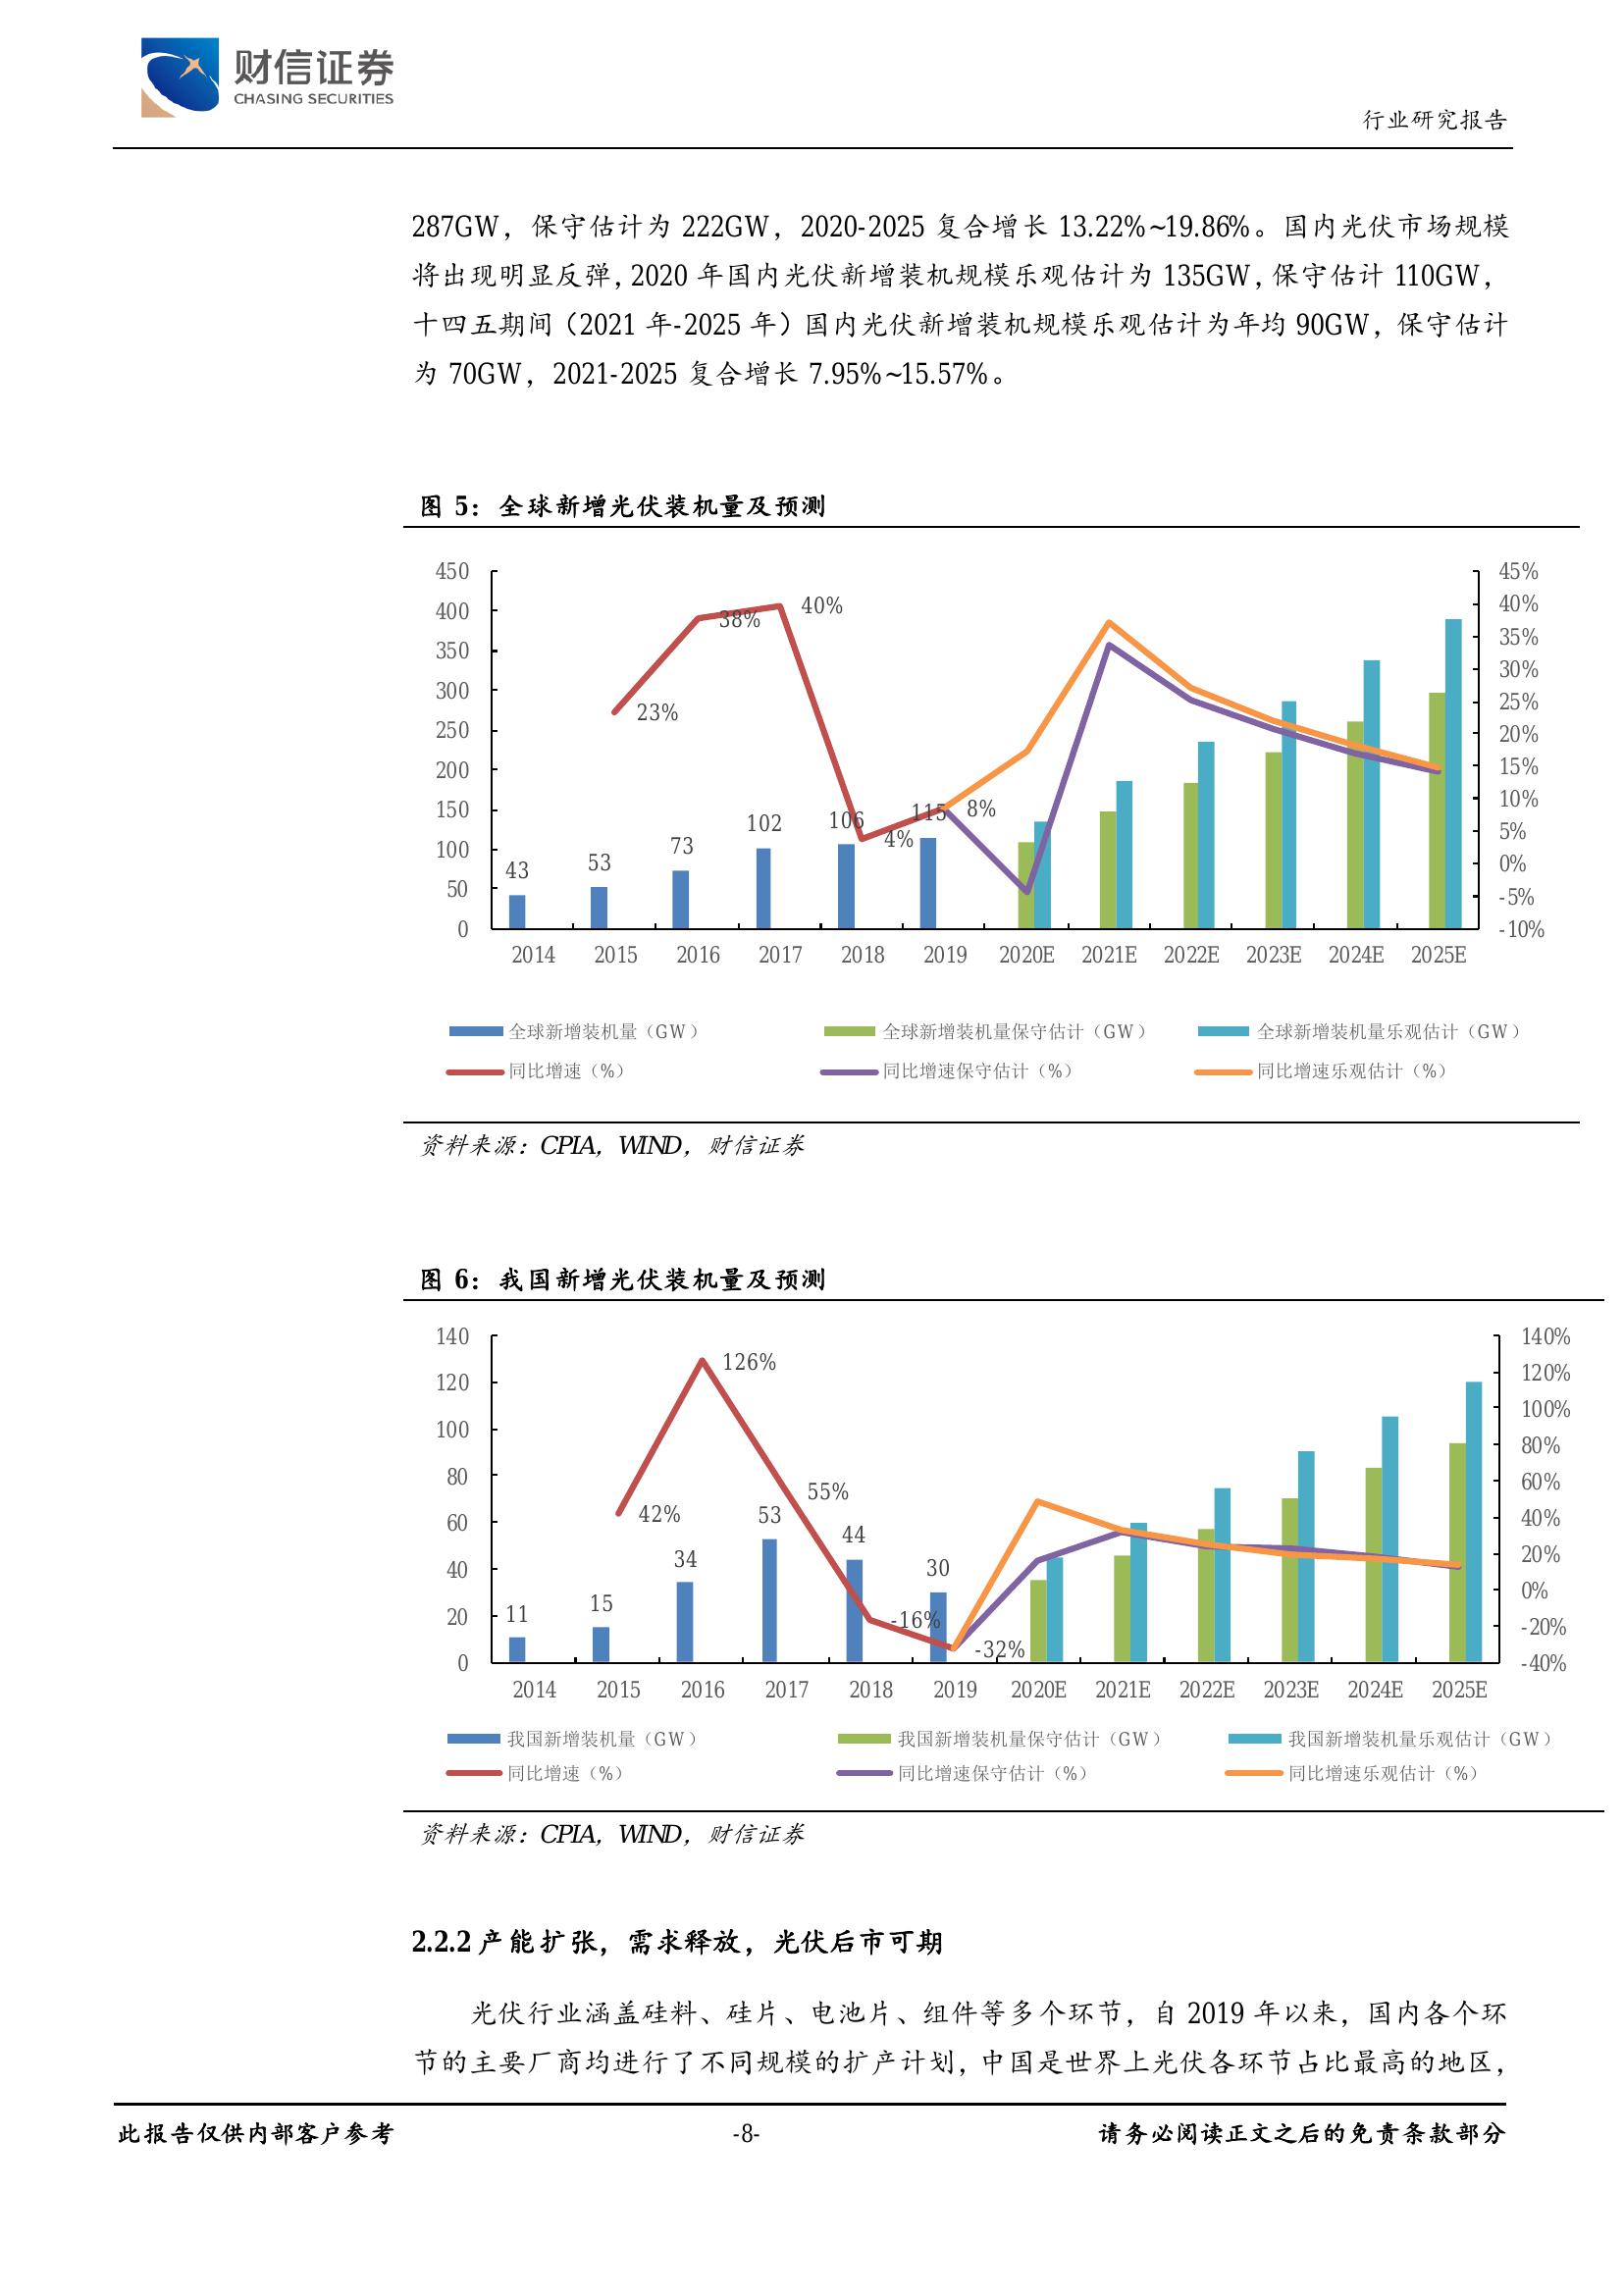 财信证券
CHASING SECURITIES
行业研究报告
287GW，保守估计为 222GW，2020-2025 复合增长 13.22%~19.86%。国内光伏市场规模
将出现明显反弹，2020 年国内光伏新增装机规模乐观估计为 135GW，保守估计 110GW，
十四五期间（2021 年-2025 年）国内光伏新增装机规模乐观估计为年均 90GW，保守估计
为 70GW，2021-2025 复合增长 7.95%~15.57%。
图 5：全球新增光伏装机量及预测
450 45%
400 38% 40% 40%
350 35%
300 30%
250 23% 25%
200 20%
150 15%
100 10%
50 5%
0 0%
-5%
-10%
43 53 73 102 106 4% 115 8%
2014 2015 2016 2017 2018 2019 2020E 2021E 2022E 2023E 2024E 2025E
全球新增装机量（GW） 全球新增装机量保守估计（GW） 全球新增装机量乐观估计（GW）
同比增速（%） 同比增速保守估计（%） 同比增速乐观估计（%）
资料来源：CPIA，WIND，财信证券
图 6：我国新增光伏装机量及预测
140 140%
120 126% 120%
100 100%
80 80%
60 55% 60%
40 42% 40%
20 20%
0 0%
-20%
-40%
11 15 34 53 44 -16% 30 -32%
2014 2015 2016 2017 2018 2019 2020E 2021E 2022E 2023E 2024E 2025E
我国新增装机量（GW） 我国新增装机量保守估计（GW） 我国新增装机量乐观估计（GW）
同比增速（%） 同比增速保守估计（%） 同比增速乐观估计（%）
资料来源：CPIA，WIND，财信证券
2.2.2 产能扩张，需求释放，光伏后市可期
光伏行业涵盖硅料、硅片、电池片、组件等多个环节，自 2019 年以来，国内各个环
节的主要厂商均进行了不同规模的扩产计划，中国是世界上光伏各环节占比最高的地区，
此报告仅供内部客户参考 -8- 请务必阅读正文之后的免责条款部分